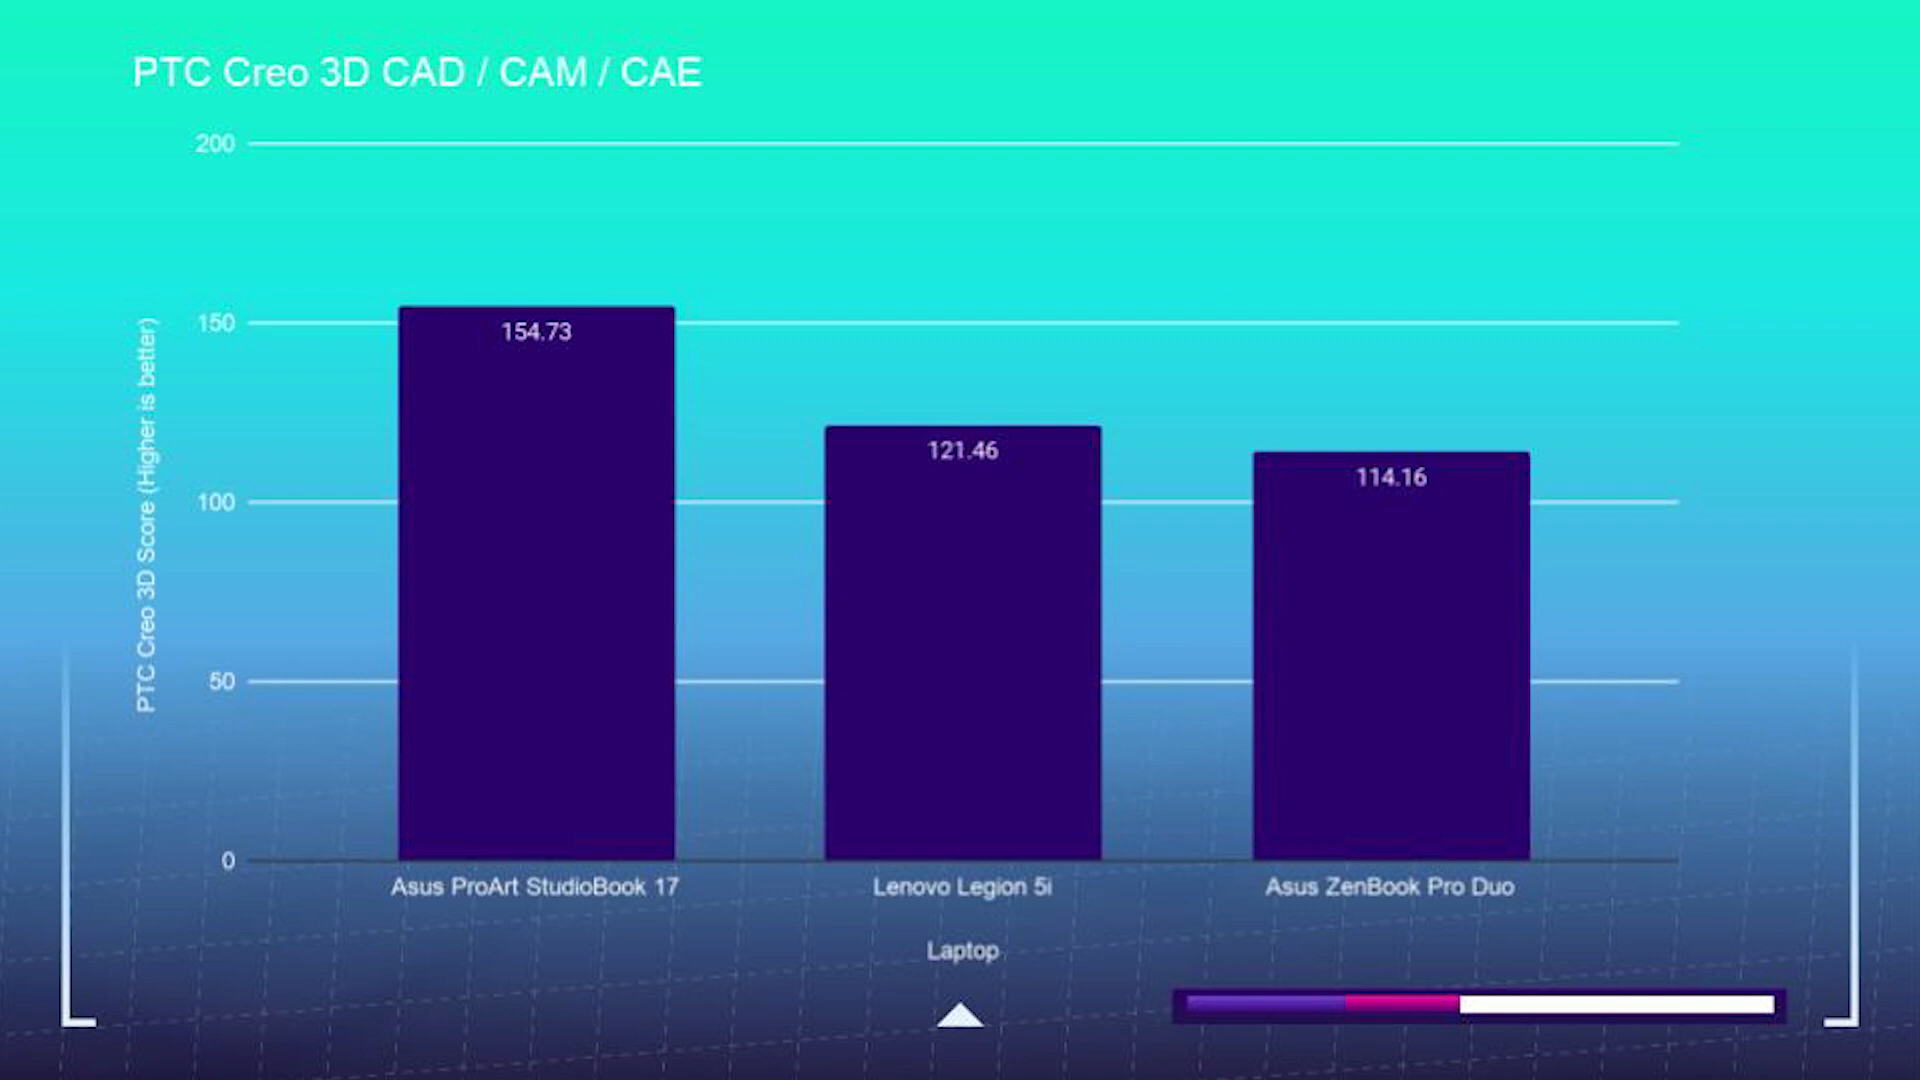 PTC Creo 3D CAD / CAM / CAE
PTC Creo 3D Score (Higher is better)
200
150
100
50
0
154.73
121.46
114.16
Asus ProArt StudioBook 17
Lenovo Legion 5i
Asus ZenBook Pro Duo
Laptop